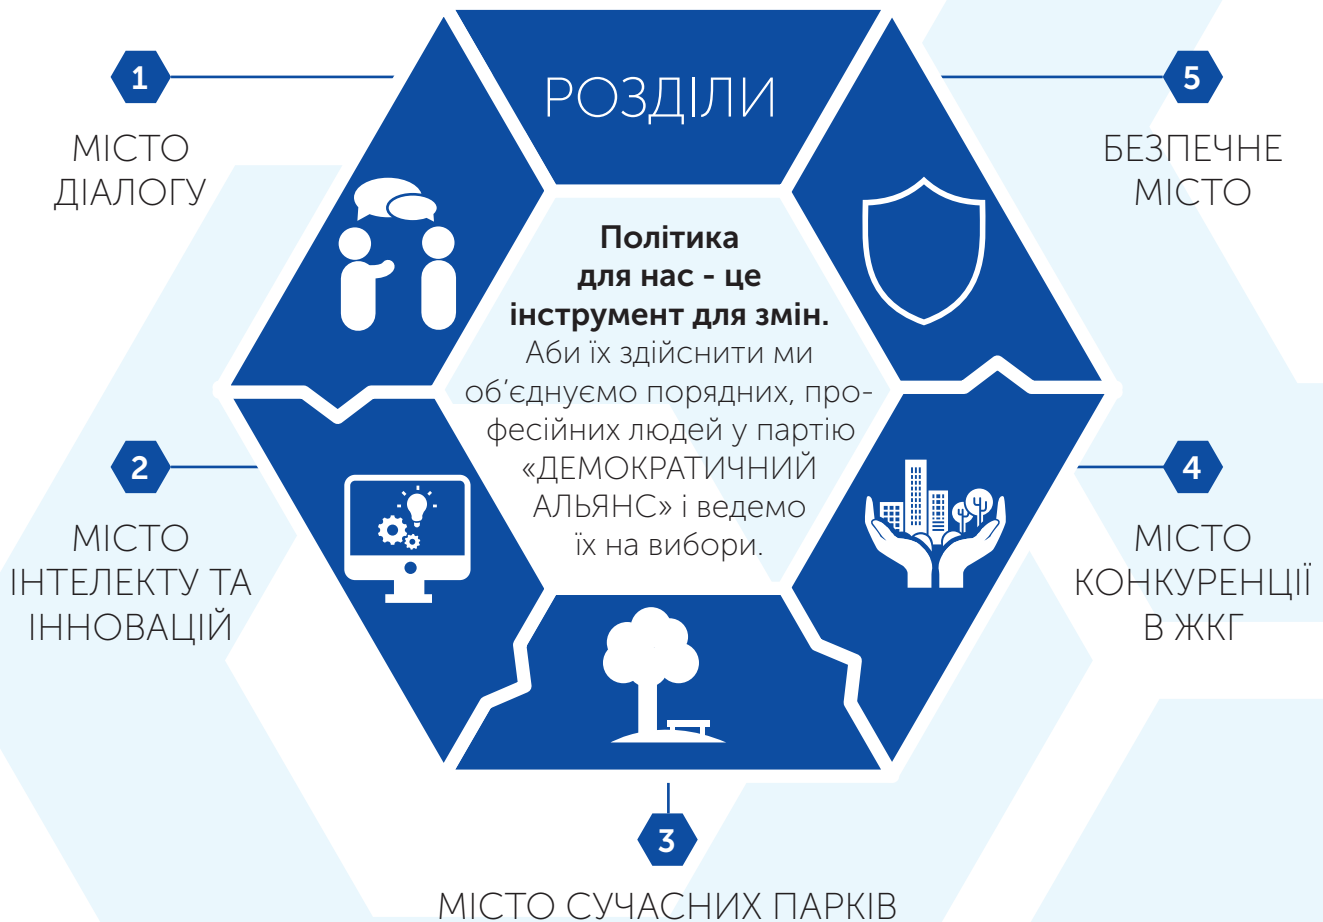 РОЗДІЛИ
1
МІСТО
ДІАЛОГУ
2
МІСТО
ІНТЕЛЕКТУ ТА
ІННОВАЦІЙ
3
МІСТО СУЧАСНИХ ПАРКІВ
4
МІСТО
КОНКУРЕНЦІЇ
В ЖКГ
5
БЕЗПЕЧНЕ
МІСТО
Політика
для нас - це
інструмент для змін.
Аби їх здійснити ми
об’єднуємо порядних, про-
фесійних людей у партію
«ДЕМОКРАТИЧНИЙ
АЛЬЯНС» і ведемо
їх на вибори.